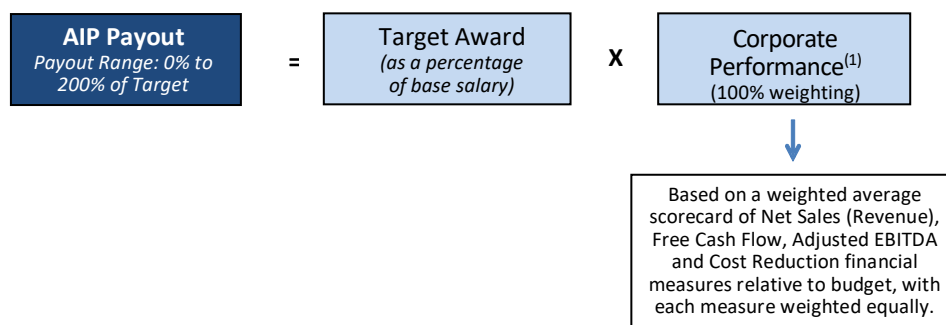 AIP Payout
Payout Range: 0% to
200% of Target
=
Target Award
(as a percentage
of base salary)
X
Corporate
Performance(1)
(100% weighting)
Based on a weighted average
scorecard of Net Sales (Revenue),
Free Cash Flow, Adjusted EBITDA
and Cost Reduction financial
measures relative to budget, with
each measure weighted equally.